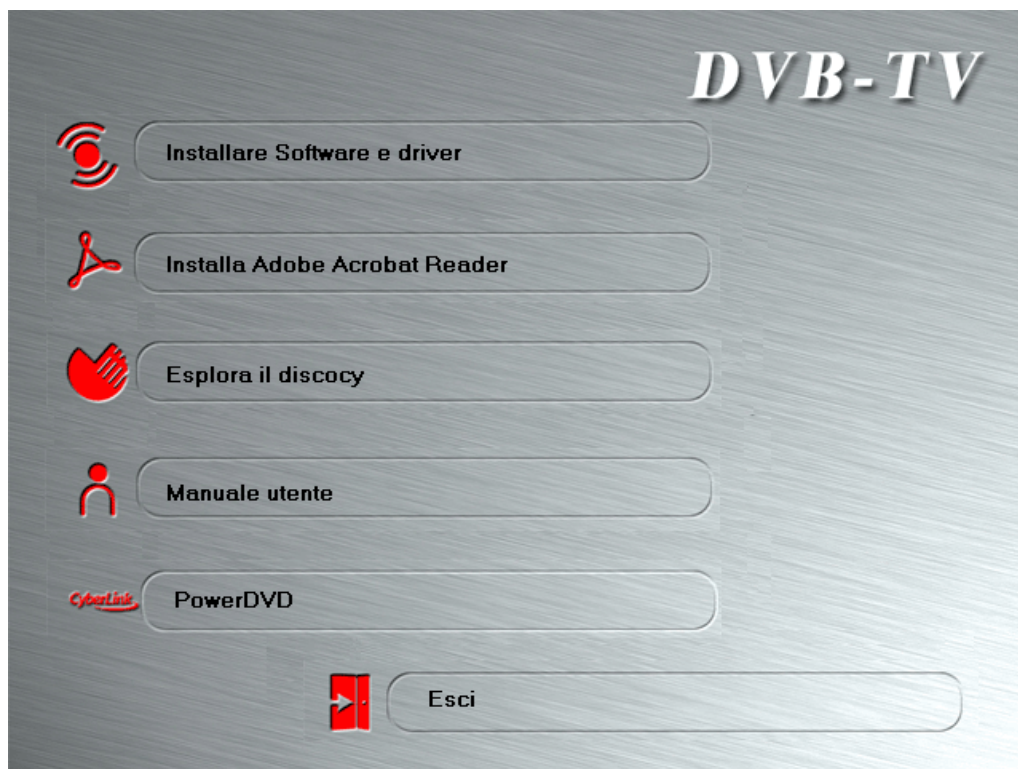 DVB-TV
Installare Software e driver
Installa Adobe Acrobat Reader
Esplora il discocy
Manuale utente
CyberLink
PowerDVD
Esci